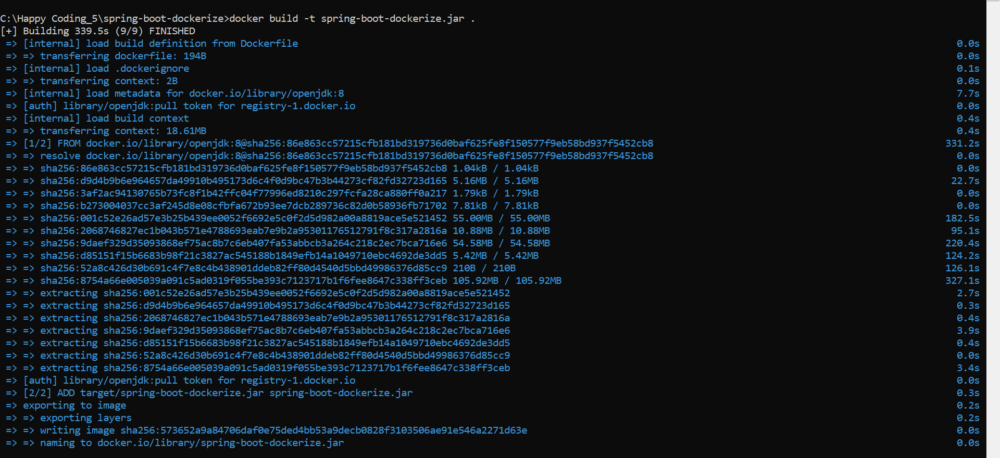 C:\Happy Coding_5\spring-boot-dockerize>docker build -t spring-boot-dockerize.jar .
[+] Building 339.5s (9/9) FINISHED
=> [internal] load build definition from Dockerfile 0.0s
=> => transferring dockerfile: 194B 0.0s
=> [internal] load .dockerignore 0.1s
=> => transferring context: 2B 0.0s
=> [internal] load metadata for docker.io/library/openjdk:8 7.7s
=> [auth] library/openjdk:pull token for registry-1.docker.io 0.0s
=> [internal] load build context 0.4s
=> => transferring context: 18.61MB 0.4s
=> [1/2] FROM docker.io/library/openjdk:8@sha256:86e863cc57215cfb181bd319736d0baf625fe8f150577f9eb58bd937f5452cb8 331.2s
=> => resolve docker.io/library/openjdk:8@sha256:86e863cc57215cfb181bd319736d0baf625fe8f150577f9eb58bd937f5452cb8 0.0s
=> => sha256:86e863cc57215cfb181bd319736d0baf625fe8f150577f9eb58bd937f5452cb8 1.04kB / 1.04kB 0.0s
=> => sha256:d9d4b9b6e964657da49910b495173d6c4f0d9bc47b3b44273cf82fd32723d165 5.16MB / 5.16MB 22.7s
=> => sha256:3af2ac94130765b73fc8f1b42ffc04f77996ed8210c297fcfa28ca880ff0a217 1.79kB / 1.79kB 0.0s
=> => sha256:b273004037cc3af245d8e08cfbfa672b93ee7dcb289736c82d0b58936fb71702 7.81kB / 7.81kB 0.0s
=> => sha256:001c52e26ad57e3b25b439ee0052f6692e5c0f2d5d982a00a8819ace5e521452 55.00MB / 55.00MB 182.5s
=> => sha256:2068746827ec1b043b571e4788693eab7e9b2a95301176512791f8c317a2816a 10.88MB / 10.88MB 95.1s
=> => sha256:9daef329d35093868ef75ac8b7c6eb407fa53abbcb3a264c218c2ec7bca716e6 54.58MB / 54.58MB 220.4s
=> => sha256:d85151f15b6683b98f21c3827ac545188b1849efb14a1049710ebc4692de3dd5 5.42MB / 5.42MB 124.2s
=> => sha256:52a8c426d30b691c4f7e8c4b438901ddeb82ff80d4540d5bbd49986376d85cc9 210B / 210B 126.1s
=> => sha256:8754a66e005039a091c5ad0319f055be393c7123717b1f6fee8647c338ff3ceb 105.92MB / 105.92MB 327.1s
=> => extracting sha256:001c52e26ad57e3b25b439ee0052f6692e5c0f2d5d982a00a8819ace5e521452 2.7s
=> => extracting sha256:d9d4b9b6e964657da49910b495173d6c4f0d9bc47b3b44273cf82fd32723d165 0.3s
=> => extracting sha256:2068746827ec1b043b571e4788693eab7e9b2a95301176512791f8c317a2816a 0.4s
=> => extracting sha256:9daef329d35093868ef75ac8b7c6eb407fa53abbcb3a264c218c2ec7bca716e6 3.9s
=> => extracting sha256:d85151f15b6683b98f21c3827ac545188b1849efb14a1049710ebc4692de3dd5 0.4s
=> => extracting sha256:52a8c426d30b691c4f7e8c4b438901ddeb82ff80d4540d5bbd49986376d85cc9 0.0s
=> => extracting sha256:8754a66e005039a091c5ad0319f055be393c7123717b1f6fee8647c338ff3ceb 3.4s
=> [auth] library/openjdk:pull token for registry-1.docker.io 0.0s
=> [2/2] ADD target/spring-boot-dockerize.jar spring-boot-dockerize.jar 0.3s
=> exporting to image 0.2s
=> => exporting layers 0.2s
=> => writing image sha256:573652a9a84706daf0e75ded4bb53a9decb0828f3103506ae91e546a2271d63e 0.0s
=> => naming to docker.io/library/spring-boot-dockerize.jar 0.0s